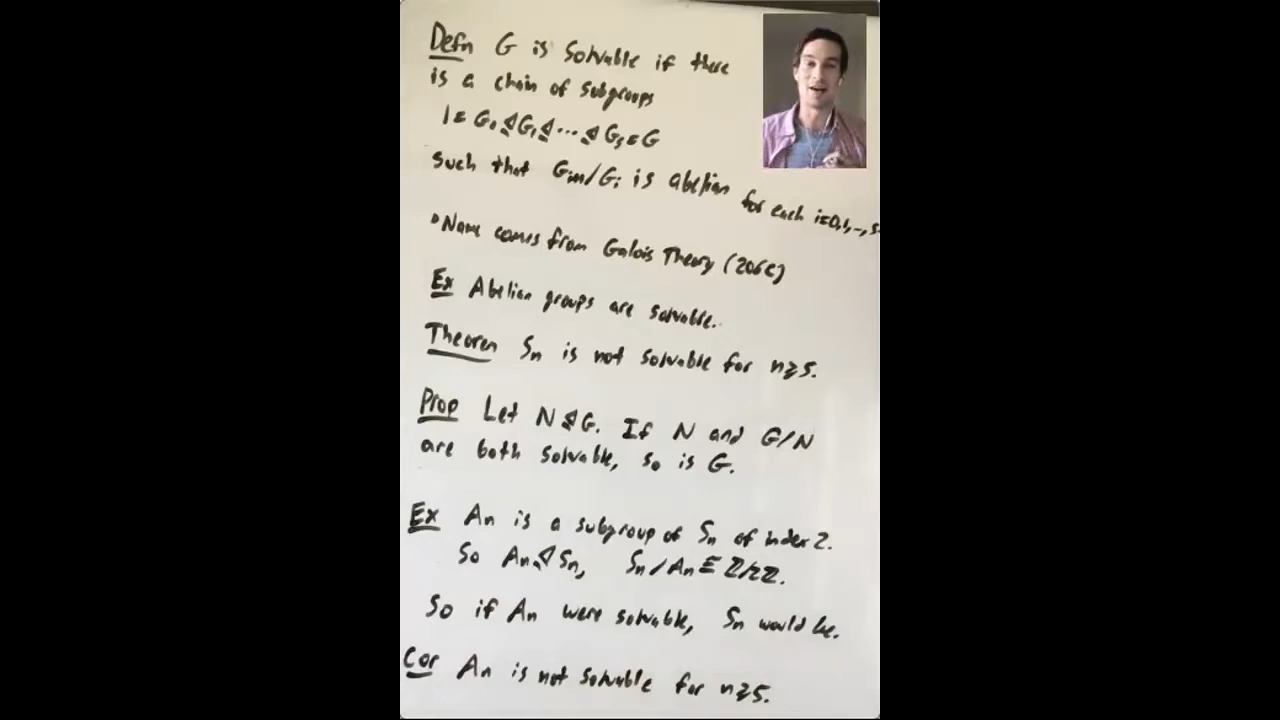 Defn G is solvable if there
is a chain of subgroups
1 = G₀ ⊴ G₁ ⊴ ... ⊴ Gₛ = G
such that Gᵢ₊₁/Gᵢ is abelian for each i=0,1,...,s-
• Name comes from Galois Theory (206C)
Ex Abelian groups are solvable.
Theorem Sn is not solvable for n≥5.
Prop Let N ⊴ G. If N and G/N
are both solvable, so is G.
Ex An is a subgroup of Sn of index 2.
So An ⊴ Sn, Sn/An ≅ ℤ/2ℤ.
So if An were solvable, Sn would be.
Cor An is not solvable for n≥5.